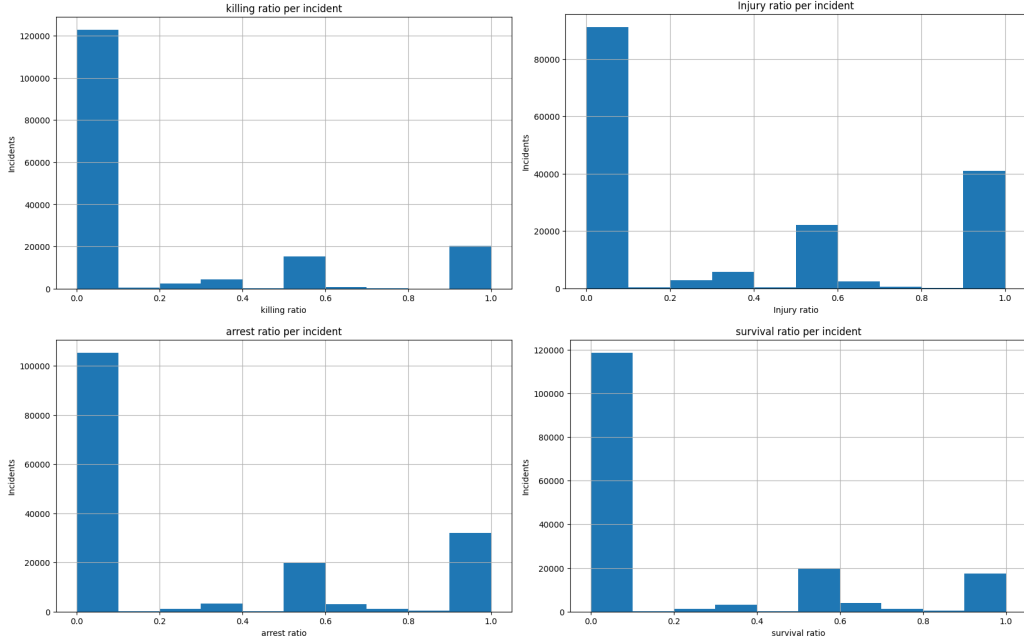 killing ratio per incident
120000
100000
80000
60000
40000
20000
0
Incidents
0.0 0.2 0.4 0.6 0.8 1.0
killing ratio
Injury ratio per incident
80000
60000
40000
20000
0
Incidents
0.0 0.2 0.4 0.6 0.8 1.0
Injury ratio
arrest ratio per incident
100000
80000
60000
40000
20000
0
Incidents
0.0 0.2 0.4 0.6 0.8 1.0
arrest ratio
survival ratio per incident
120000
100000
80000
60000
40000
20000
0
Incidents
0.0 0.2 0.4 0.6 0.8 1.0
survival ratio